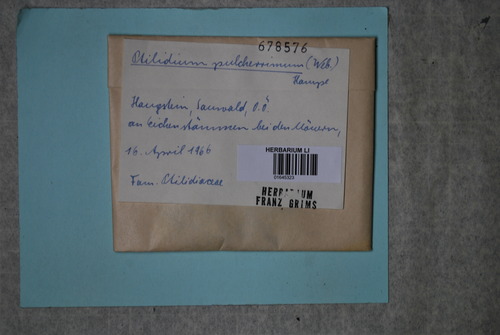 678576
Ptilidium pulcherrimum (Web.)
Hampe
Haugstein, Sauwald, O.Ö.
an Eichenstämmen bei den Mauern,
16. April 1966
Fam. Ptilidiaceae
HERBARIUM LI
HERBARIUM
FRANZ GRIMS